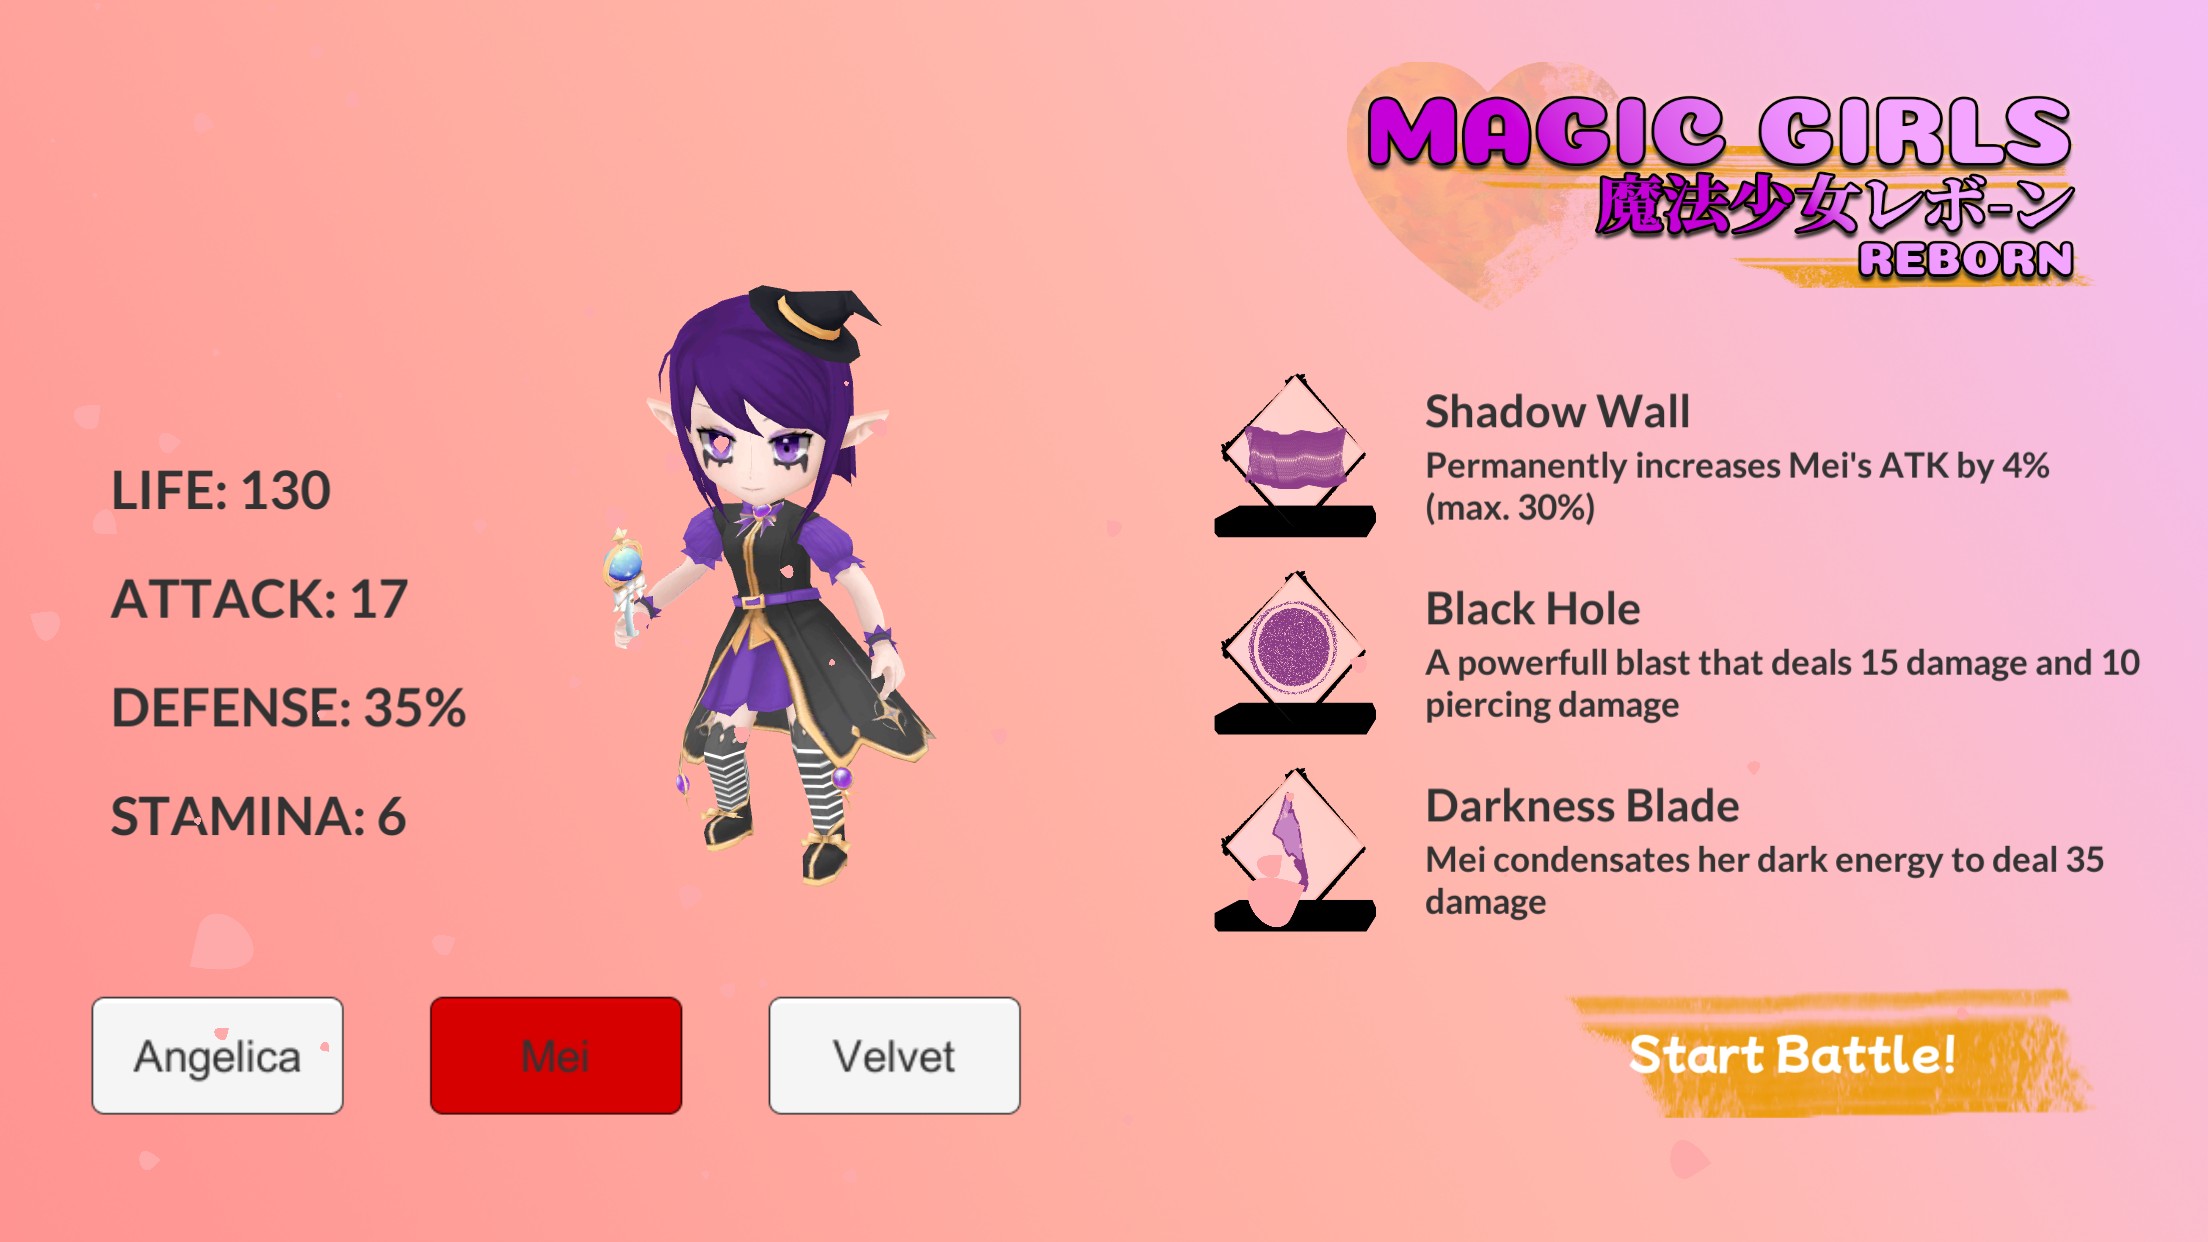 MAGIC GIRLS
魔法少女レボーン
REBORN
LIFE: 130
ATTACK: 17
DEFENSE: 35%
STAMINA: 6
Shadow Wall
Permanently increases Mei's ATK by 4%
(max. 30%)
Black Hole
A powerfull blast that deals 15 damage and 10
piercing damage
Darkness Blade
Mei condensates her dark energy to deal 35
damage
Angelica
Mei
Velvet
Start Battle!